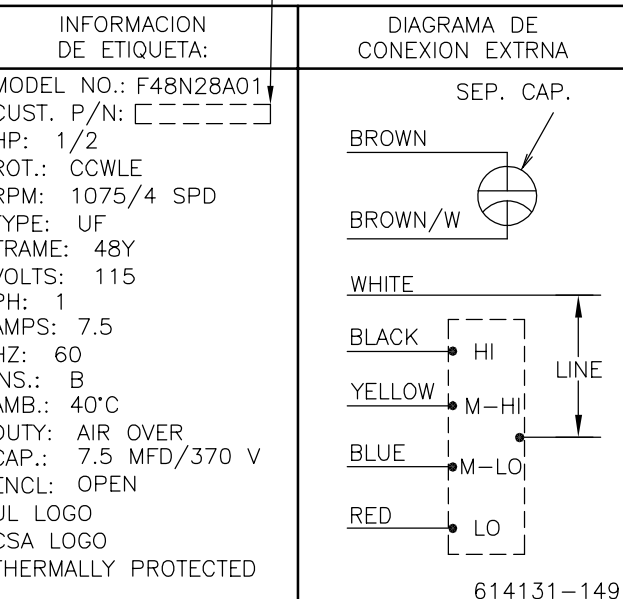 INFORMACION
DE ETIQUETA:
MODEL NO.: F48N28A01
CUST. P/N:
HP: 1/2
ROT.: CCWLE
RPM: 1075/4 SPD
TYPE: UF
FRAME: 48Y
VOLTS: 115
PH: 1
AMPS: 7.5
HZ: 60
INS.: B
AMB.: 40°C
DUTY: AIR OVER
CAP.: 7.5 MFD/370 V
ENCL: OPEN
UL LOGO
CSA LOGO
THERMALLY PROTECTED
DIAGRAMA DE
CONEXION EXTRNA
SEP. CAP.
BROWN
BROWN/W
WHITE
BLACK
HI
LINE
YELLOW
M-HI
BLUE
M-LO
RED
LO
614131-149